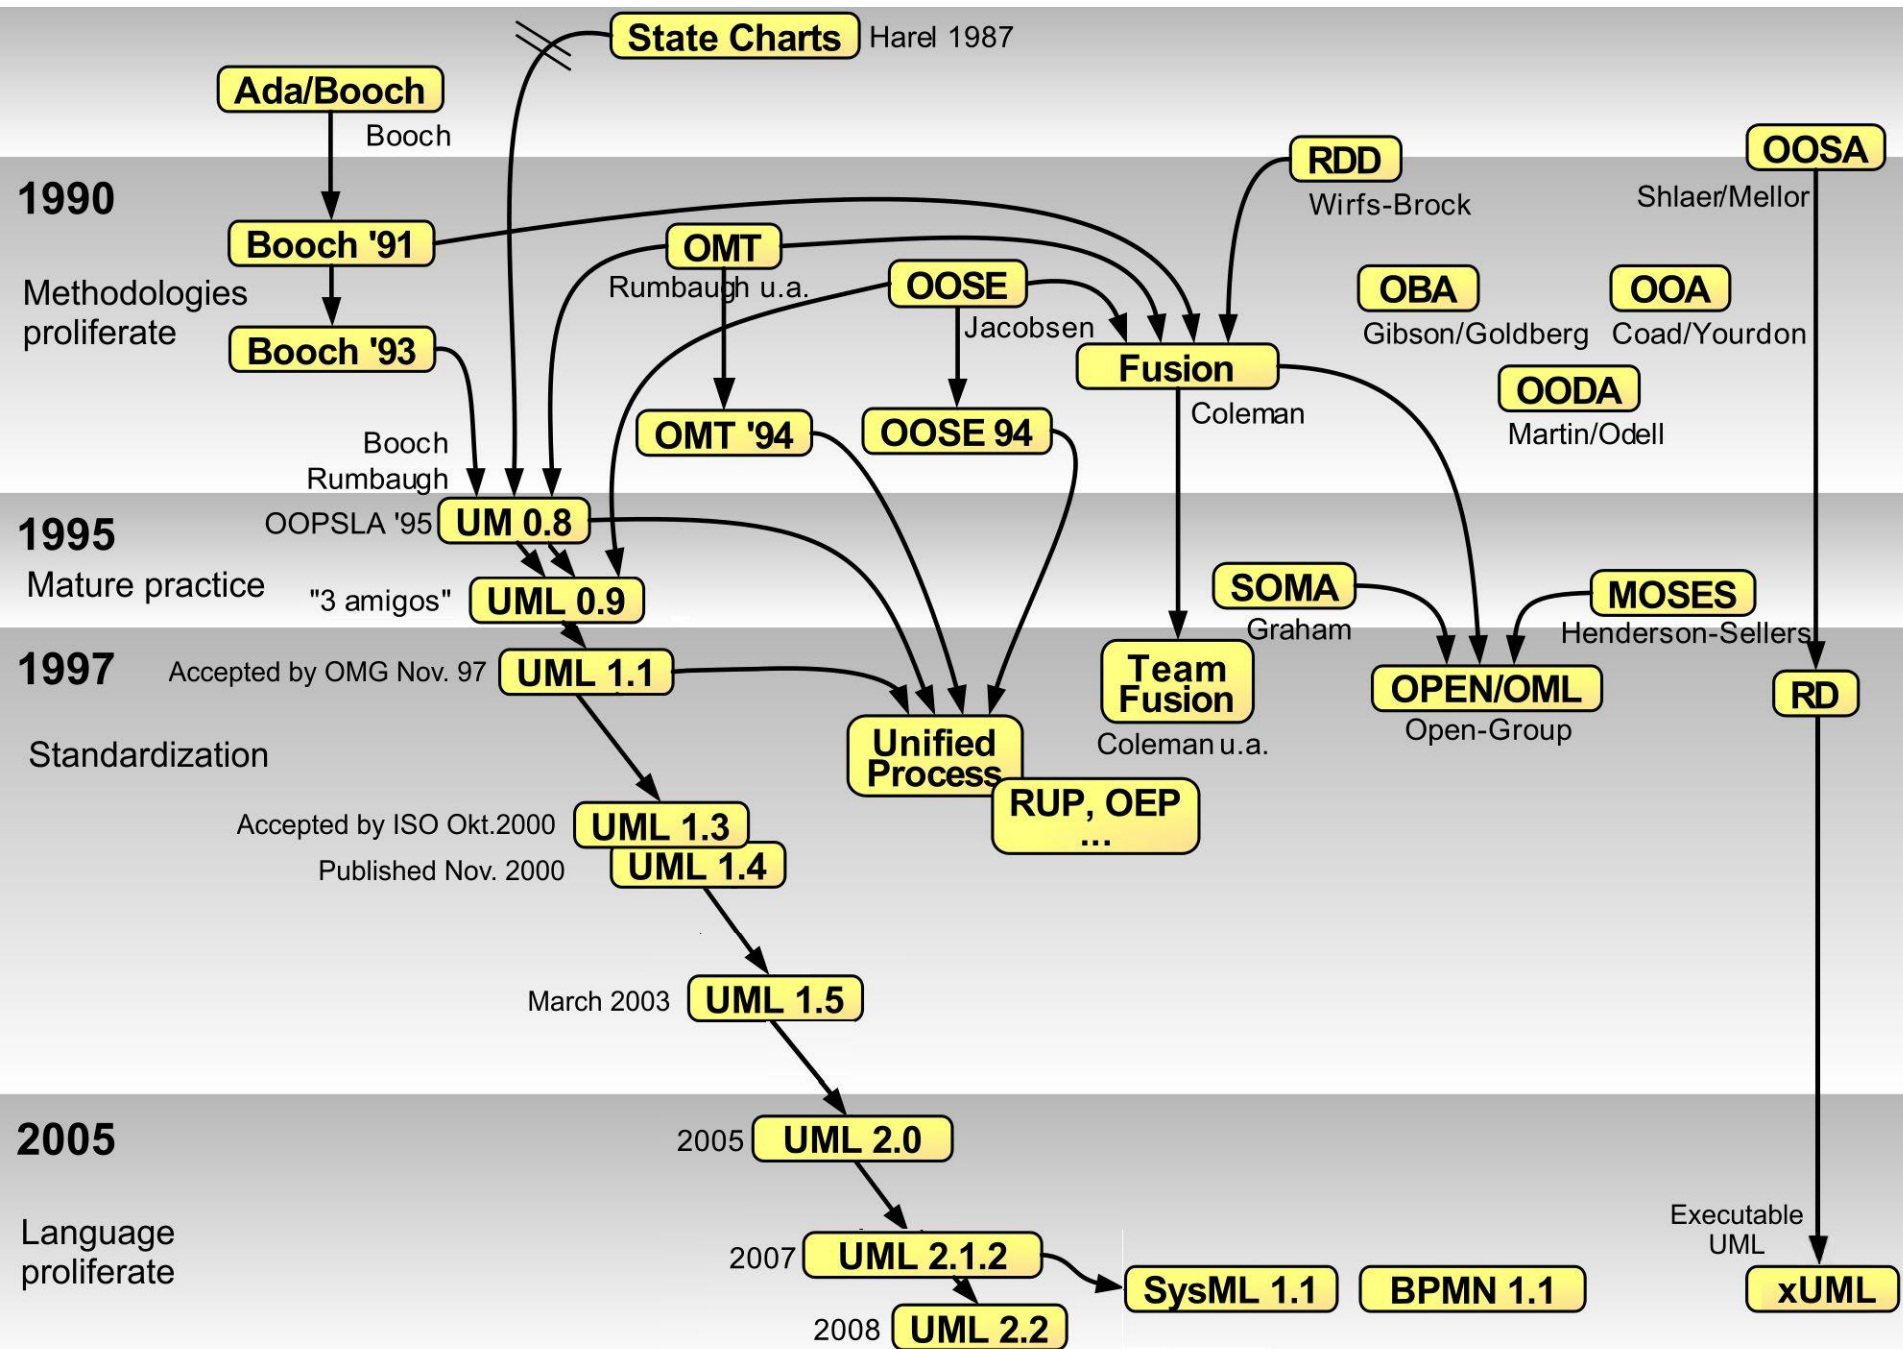 State Charts
Harel 1987
Ada/Booch
Booch
RDD
Wirfs-Brock
OOSA
Shlaer/Mellor
1990
Methodologies
proliferate
Booch '91
OMT
Rumbaugh u.a.
OOSE
Jacobsen
OBA
Gibson/Goldberg
OOA
Coad/Yourdon
Booch '93
Fusion
Coleman
OODA
Martin/Odell
OMT '94
OOSE 94
Booch
Rumbaugh
1995
Mature practice
OOPSLA '95
UM 0.8
"3 amigos"
UML 0.9
SOMA
Graham
MOSES
Henderson-Sellers
1997
Standardization
Accepted by OMG Nov. 97
UML 1.1
Team
Fusion
Coleman u.a.
OPEN/OML
Open-Group
RD
Unified
Process
RUP, OEP
...
Accepted by ISO Okt.2000
UML 1.3
Published Nov. 2000
UML 1.4
March 2003
UML 1.5
2005
Language
proliferate
2005
UML 2.0
2007
UML 2.1.2
2008
UML 2.2
SysML 1.1
BPMN 1.1
Executable
UML
xUML